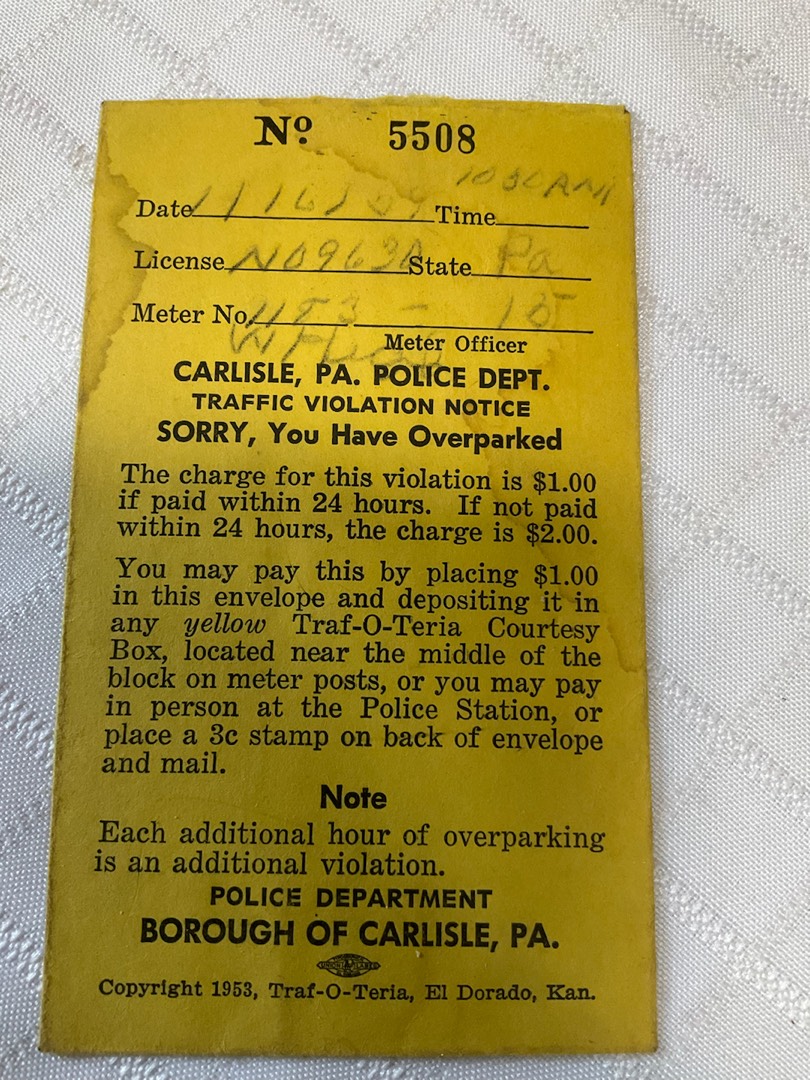 Nº 5508
1030AM
Date Time
License State Pa
Meter No. 1153 - 15
Meter Officer
CARLISLE, PA. POLICE DEPT.
TRAFFIC VIOLATION NOTICE
SORRY, You Have Overparked
The charge for this violation is $1.00
if paid within 24 hours. If not paid
within 24 hours, the charge is $2.00.
You may pay this by placing $1.00
in this envelope and depositing it in
any yellow Traf-O-Teria Courtesy
Box, located near the middle of the
block on meter posts, or you may pay
in person at the Police Station, or
place a 3c stamp on back of envelope
and mail.
Note
Each additional hour of overparking
is an additional violation.
POLICE DEPARTMENT
BOROUGH OF CARLISLE, PA.
Copyright 1953, Traf-O-Teria, El Dorado, Kan.